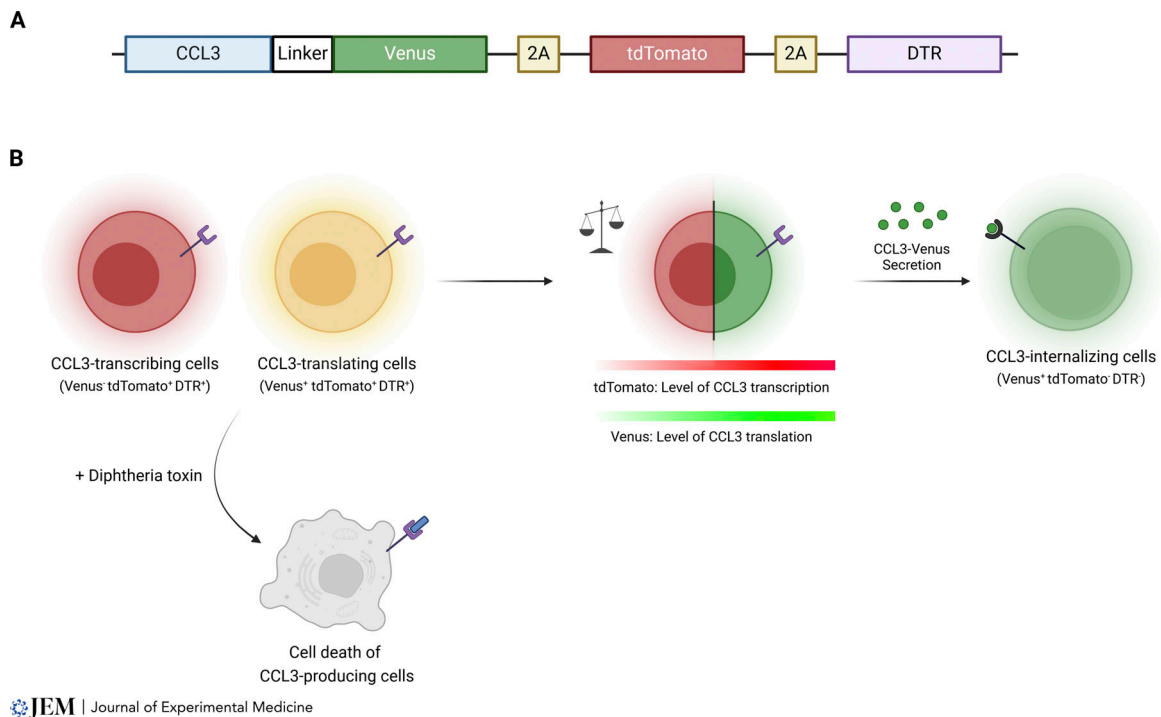 A
CCL3 Linker Venus 2A tdTomato 2A DTR
B
CCL3-Venus
Secretion
CCL3-transcribing cells
(Venus⁻ tdTomato⁺ DTR⁺)
CCL3-translating cells
(Venus⁺ tdTomato⁺ DTR⁺)
tdTomato: Level of CCL3 transcription
Venus: Level of CCL3 translation
CCL3-internalizing cells
(Venus⁺ tdTomato⁻ DTR⁻)
+ Diphtheria toxin
Cell death of
CCL3-producing cells
JEM | Journal of Experimental Medicine